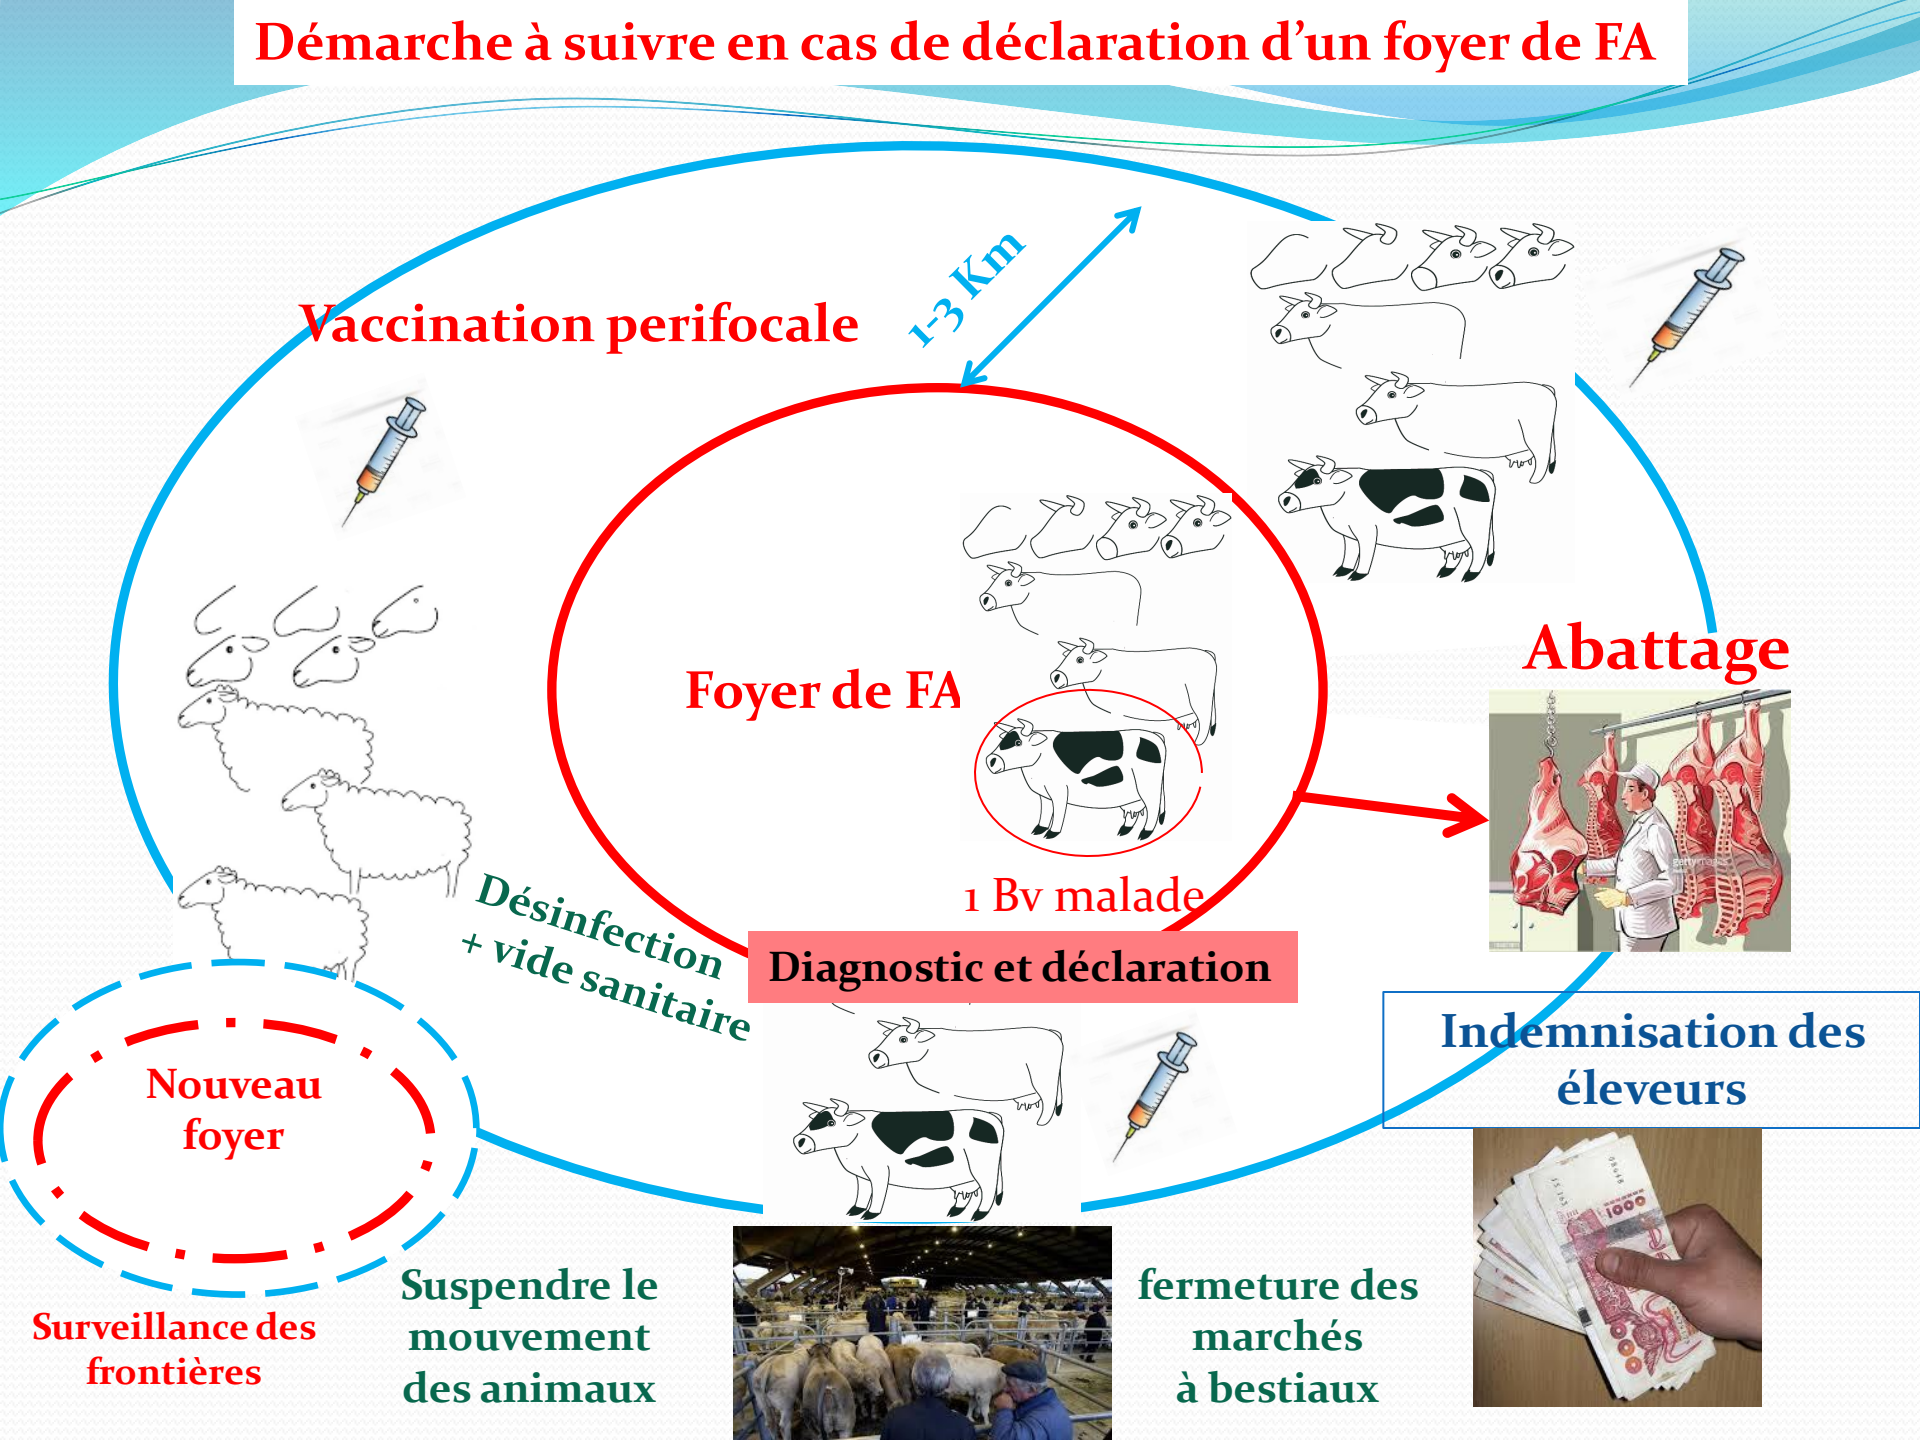 Démarche à suivre en cas de déclaration d'un foyer de FA
1-3 Km
Vaccination perifocale
Abattage
Foyer de FA
gettyimages
1 Bv malade
Désinfection
+ vide sanitaire
Diagnostic et déclaration
Indemnisation des
éleveurs
Nouveau
foyer
1000
Suspendre le
mouvement
des animaux
fermeture des
marchés
à bestiaux
Surveillance des
frontières